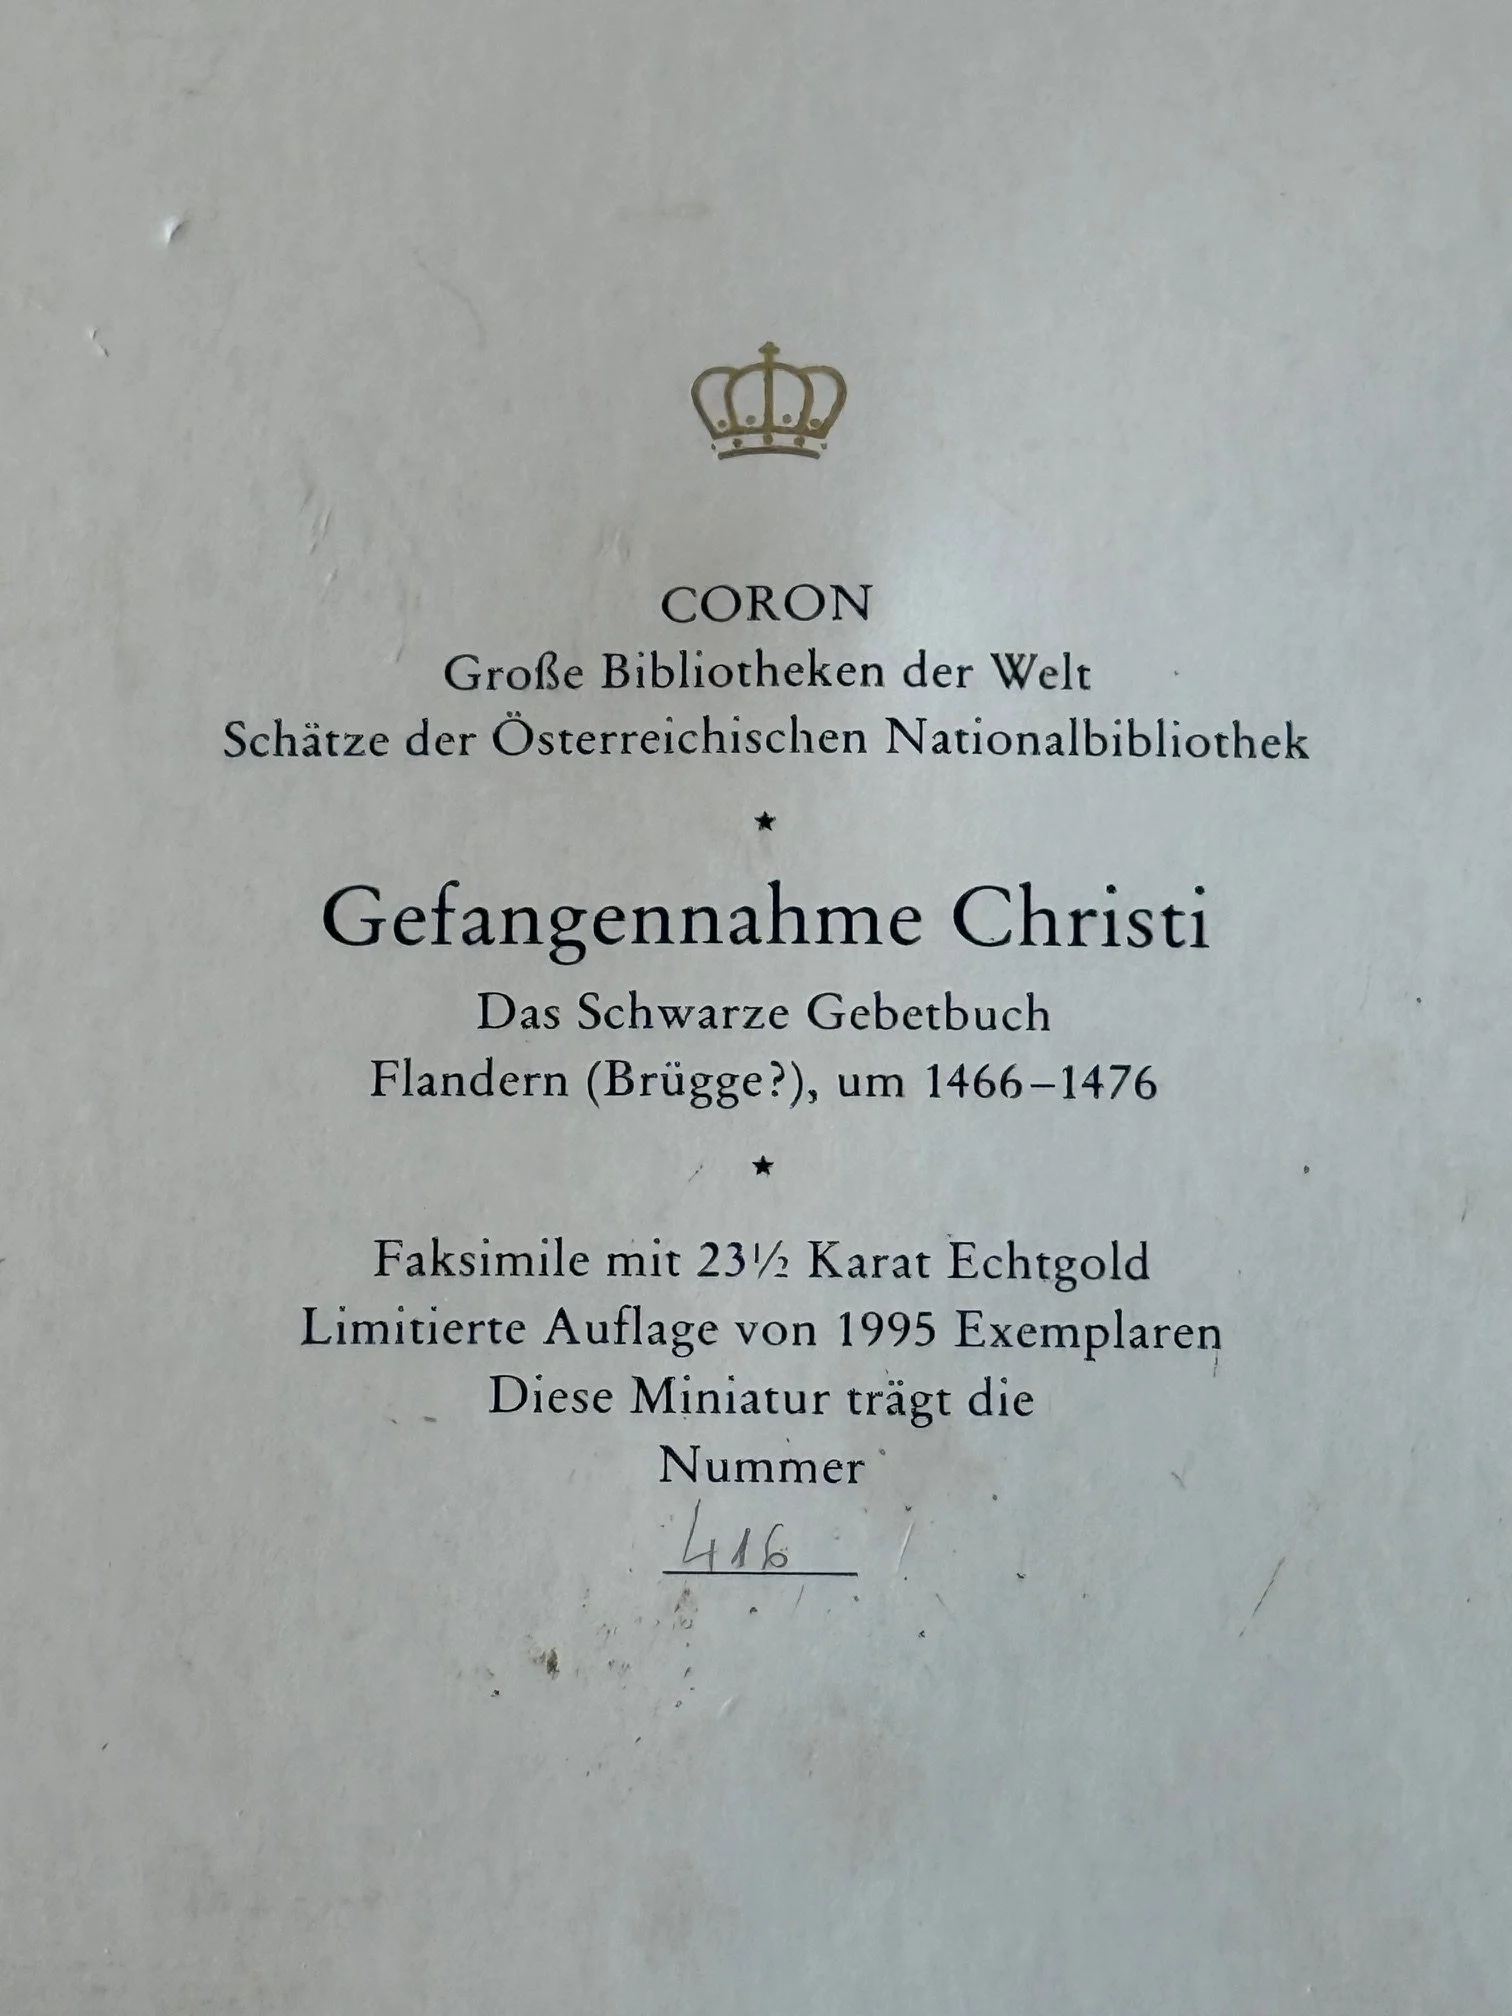 CORON
Große Bibliotheken der Welt
Schätze der Österreichischen Nationalbibliothek
★
Gefangennahme Christi
Das Schwarze Gebetbuch
Flandern (Brügge?), um 1466–1476
★
Faksimile mit 23½ Karat Echtgold
Limitierte Auflage von 1995 Exemplaren
Diese Miniatur trägt die
Nummer
416